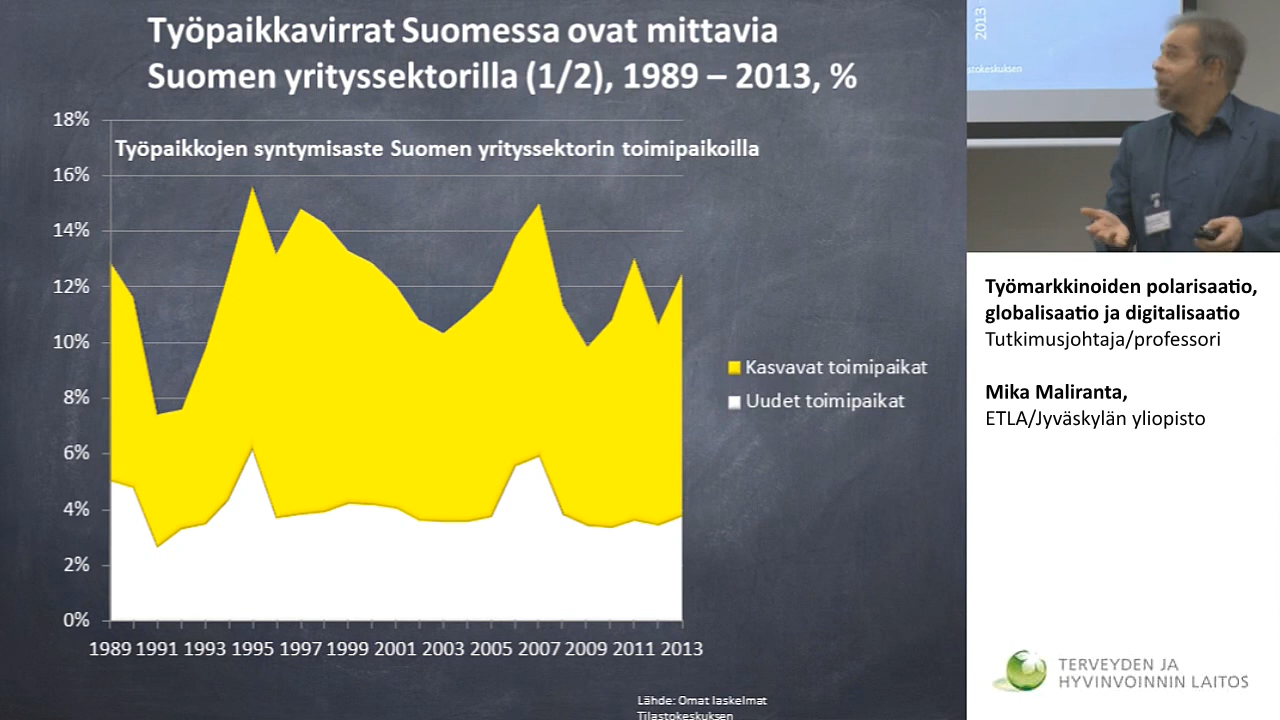 Työpaikkavirrat Suomessa ovat mittavia
Suomen yrityssektorilla (1/2), 1989 – 2013, %
18%
Työpaikkojen syntymisaste Suomen yrityssektorin toimipaikoilla
16%
14%
12%
10%
8%
6%
4%
2%
0%
1989 1991 1993 1995 1997 1999 2001 2003 2005 2007 2009 2011 2013
Kasvavat toimipaikat
Uudet toimipaikat
Lähde: Omat laskelmat
Tilastokeskuksen
2013
stokeskuksen
Työmarkkinoiden polarisaatio,
globalisaatio ja digitalisaatio
Tutkimusjohtaja/professori
Mika Maliranta,
ETLA/Jyväskylän yliopisto
TERVEYDEN JA
HYVINVOINNIN LAITOS